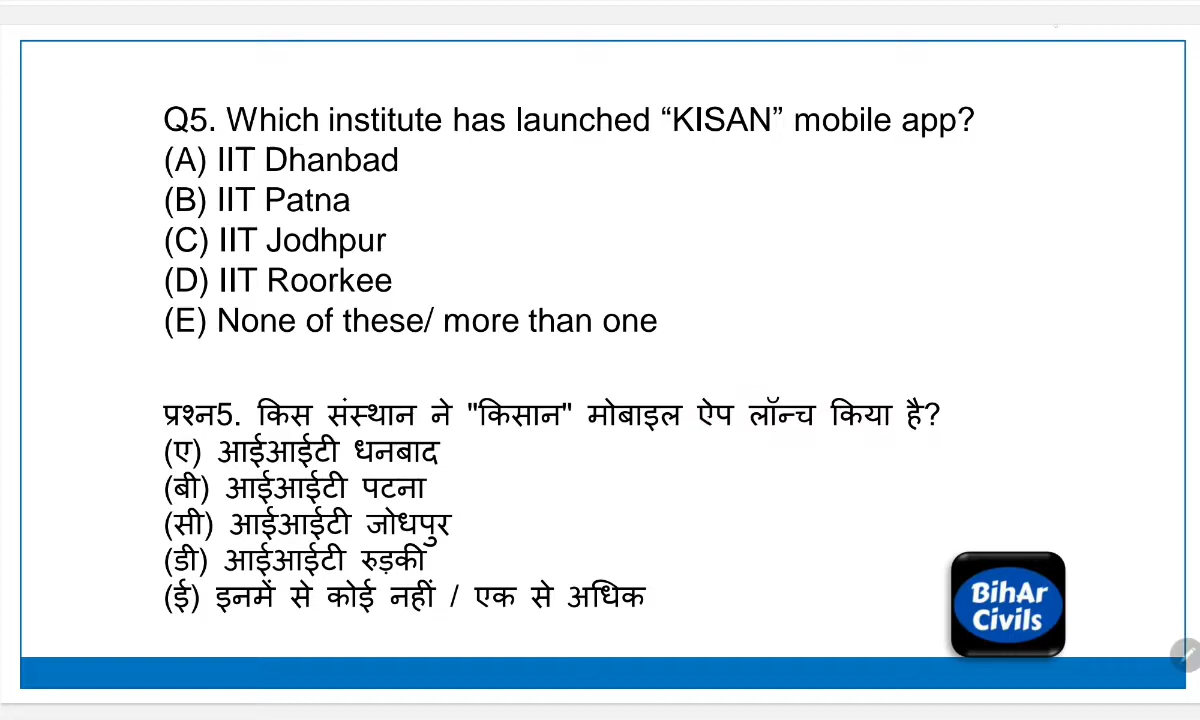 Q5. Which institute has launched “KISAN” mobile app?
(A) IIT Dhanbad
(B) IIT Patna
(C) IIT Jodhpur
(D) IIT Roorkee
(E) None of these/ more than one
प्रश्न5. किस संस्थान ने "किसान" मोबाइल ऐप लॉन्च किया है?
(ए) आईआईटी धनबाद
(बी) आईआईटी पटना
(सी) आईआईटी जोधपुर
(डी) आईआईटी रुड़की
(ई) इनमें से कोई नहीं / एक से अधिक
BihAr
Civils